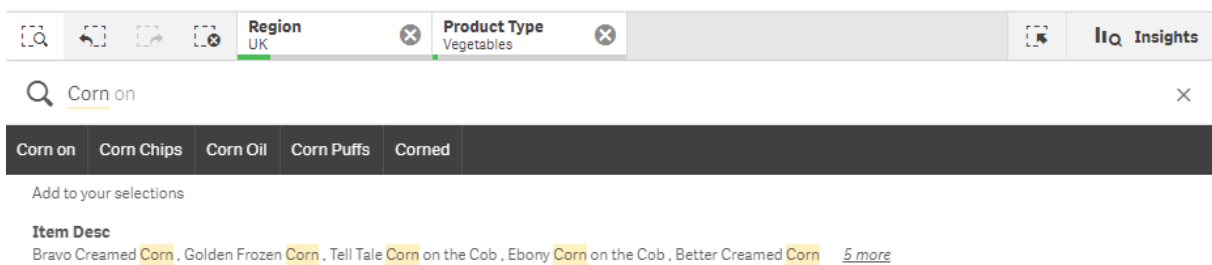 Region
UK
Product Type
Vegetables
Insights
Corn on
Corn on
Corn Chips
Corn Oil
Corn Puffs
Corned
Add to your selections
Item Desc
Bravo Creamed Corn , Golden Frozen Corn , Tell Tale Corn on the Cob , Ebony Corn on the Cob , Better Creamed Corn 5 more